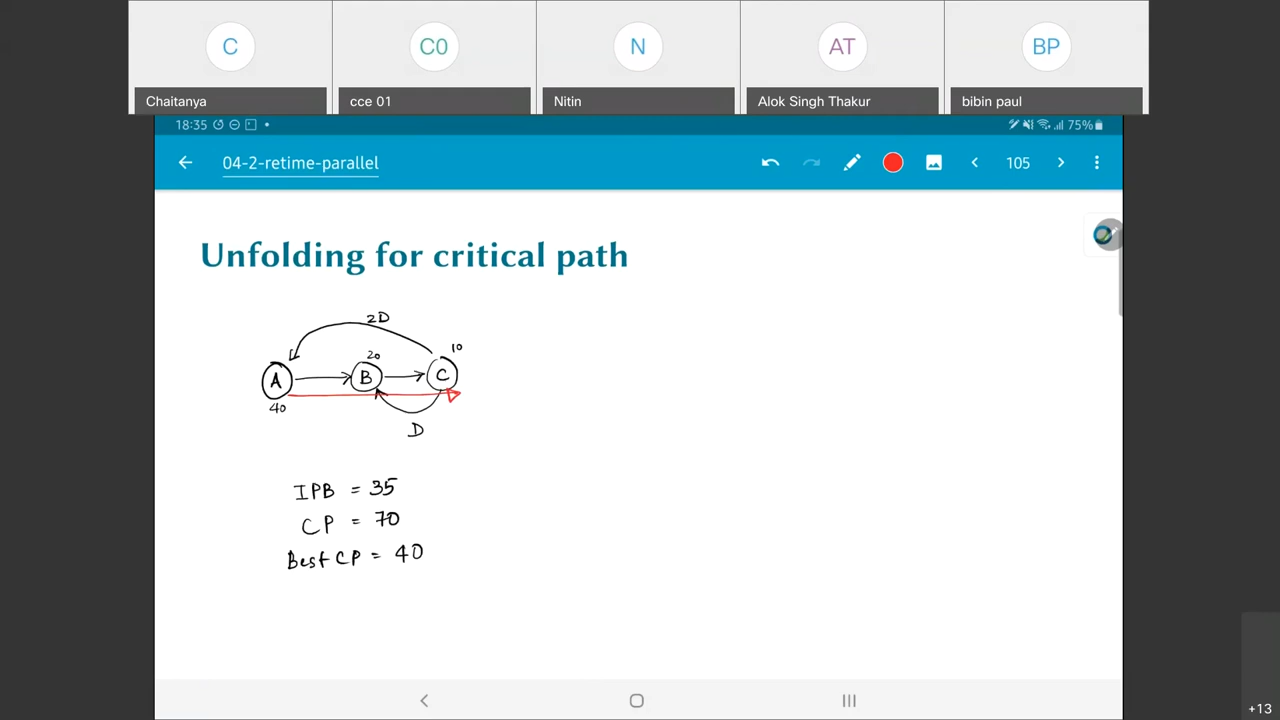 C
C0
N
AT
BP
Chaitanya
cce 01
Nitin
Alok Singh Thakur
bibin paul
18:35
75%
04-2-retime-parallel
105
Unfolding for critical path
2D
20
10
A
B
C
40
D
IPB = 35
CP = 70
Best CP = 40
+13